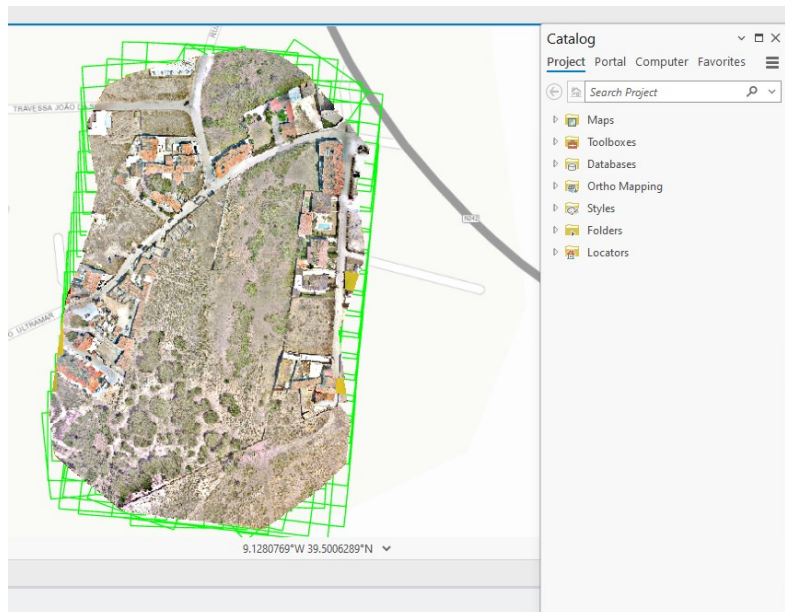 Catalog
Project Portal Computer Favorites
Search Project
Maps
Toolboxes
Databases
Ortho Mapping
Styles
Folders
Locators
TRAVESSA JOÃO
ULTRAMAR
N242
9.1280769°W 39.5006289°N